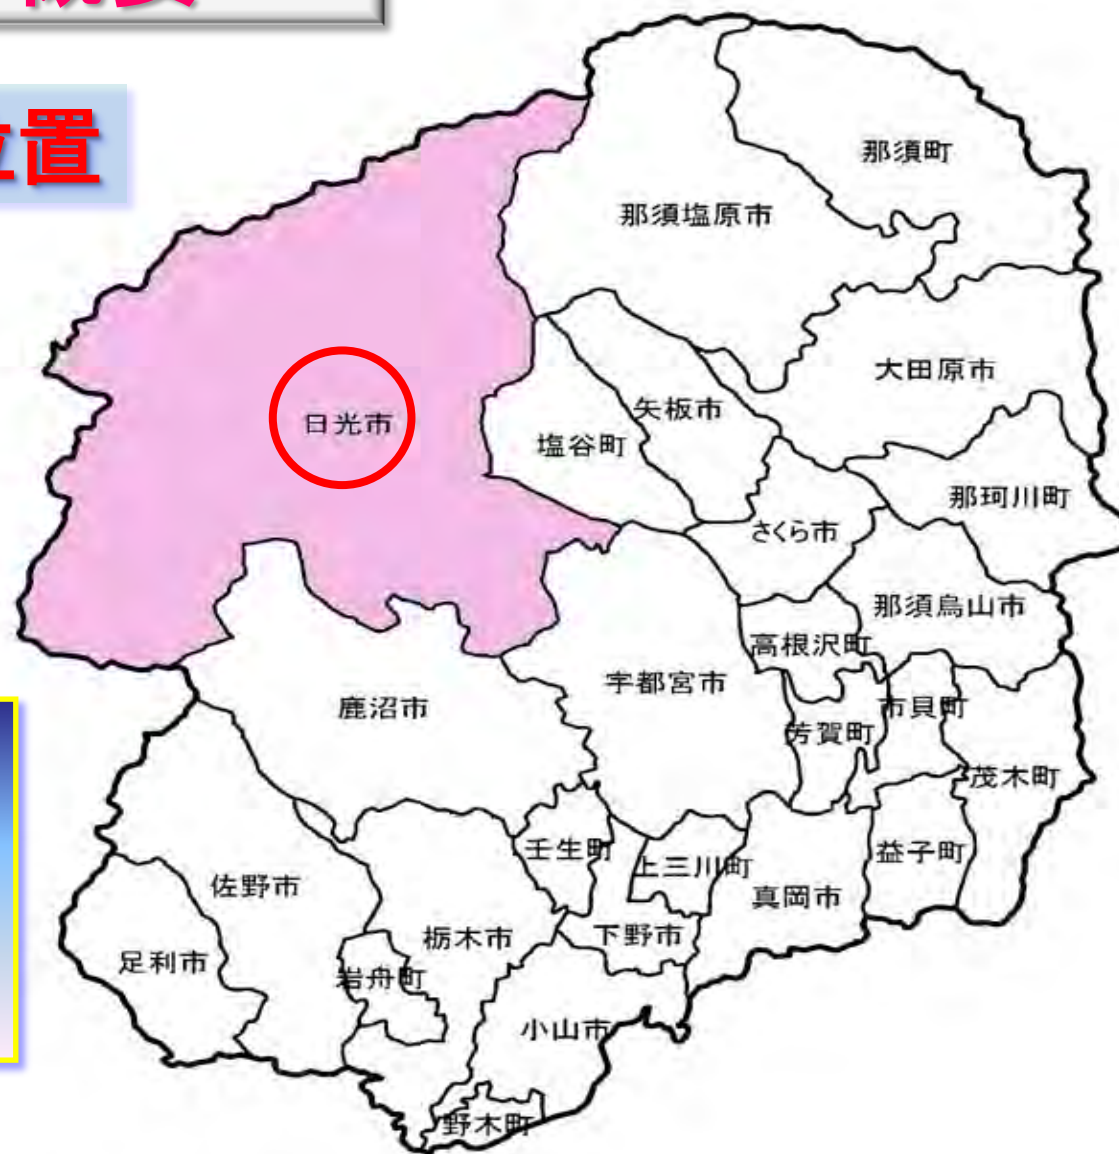 概要
位置
那須町
那須塩原市
大田原市
矢板市
日光市
塩谷町
那珂川町
さくら市
那須烏山市
高根沢町
宇都宮市
市貝町
鹿沼市
芳賀町
茂木町
壬生町
上三川町
益子町
佐野市
真岡市
栃木市
下野市
足利市
岩舟町
小山市
野木町